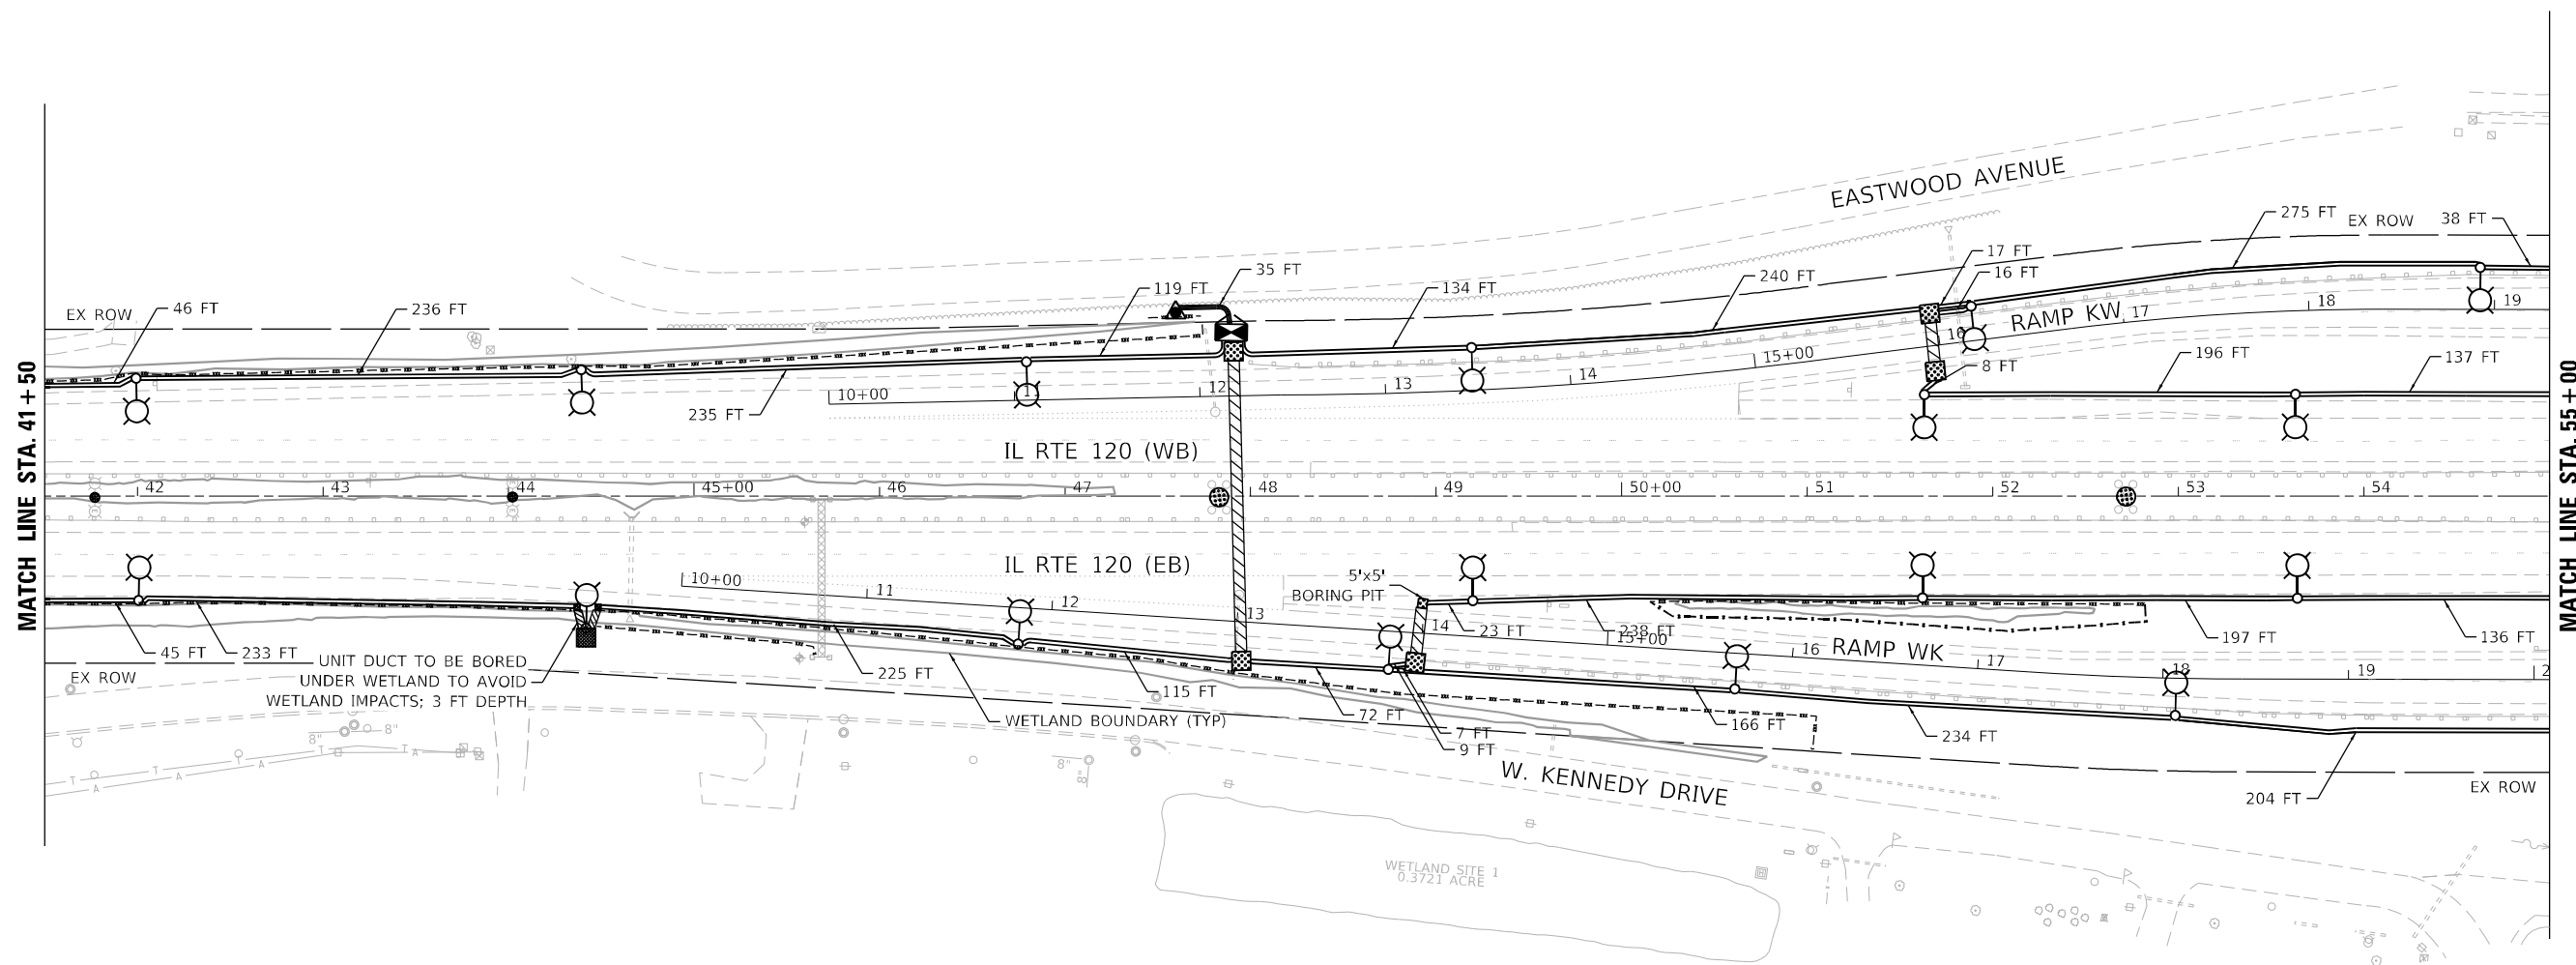 EASTWOOD AVENUE
275 FT
EX ROW
38 FT
17 FT
35 FT
16 FT
240 FT
119 FT
134 FT
EX ROW
46 FT
236 FT
18
19
RAMP KW
17
16
15+00
196 FT
137 FT
8 FT
14
13
12
11
10+00
235 FT
IL RTE 120 (WB)
MATCH LINE STA. 41+50
MATCH LINE STA. 55+00
42
43
44
45+00
46
47
48
49
50+00
51
52
53
54
IL RTE 120 (EB)
10+00
11
12
13
14
15+00
16
17
18
19
2
5'x5'
BORING PIT
23 FT
238 FT
RAMP WK
197 FT
136 FT
45 FT
233 FT
UNIT DUCT TO BE BORED
UNDER WETLAND TO AVOID
WETLAND IMPACTS; 3 FT DEPTH
EX ROW
225 FT
115 FT
WETLAND BOUNDARY (TYP)
72 FT
7 FT
9 FT
166 FT
234 FT
204 FT
EX ROW
W. KENNEDY DRIVE
8"
8"
8"
8"
T
T
T
T
A
A
A
A
WETLAND SITE 1
0.3721 ACRE